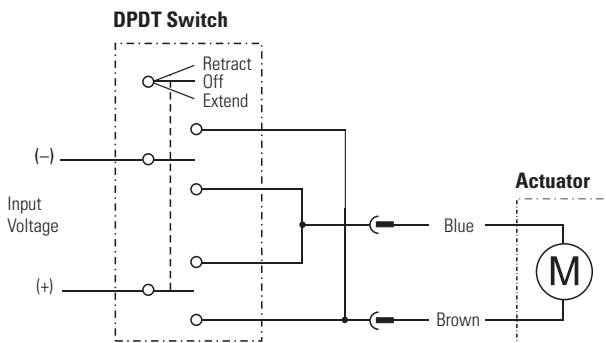 DPDT Switch
Retract
Off
Extend
(–)
Input
Voltage
(+)
Actuator
Blue
M
Brown